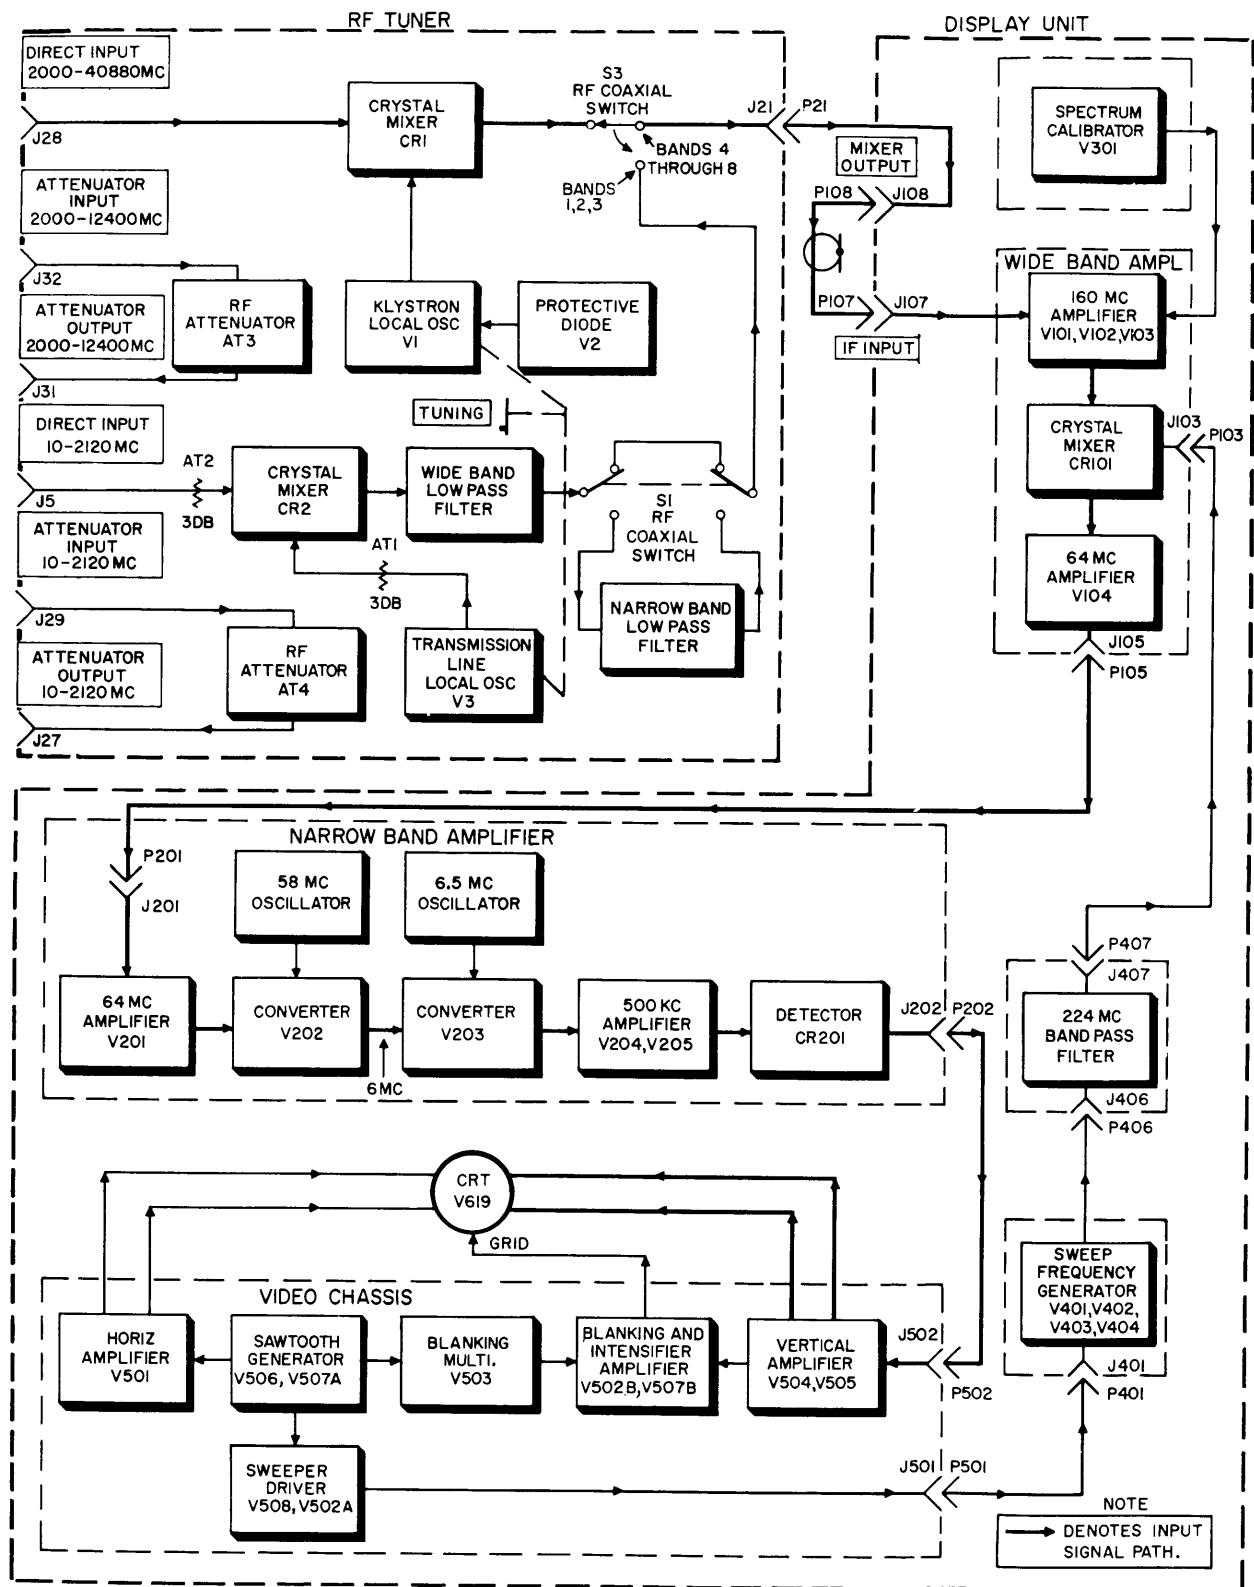 RF TUNER
DIRECT INPUT
2000-40880MC
J28
CRYSTAL
MIXER
CR1
S3
RF COAXIAL
SWITCH
BANDS 4
THROUGH 8
BANDS
1,2,3
J21
P21
ATTENUATOR
INPUT
2000-12400MC
J32
ATTENUATOR
OUTPUT
2000-12400MC
J31
RF
ATTENUATOR
AT3
KLYSTRON
LOCAL OSC
V1
PROTECTIVE
DIODE
V2
TUNING
DIRECT INPUT
10-2120MC
J5
AT2
3DB
CRYSTAL
MIXER
CR2
WIDE BAND
LOW PASS
FILTER
S1
RF
COAXIAL
SWITCH
AT1
3DB
ATTENUATOR
INPUT
10-2120MC
J29
ATTENUATOR
OUTPUT
10-2120MC
J27
RF
ATTENUATOR
AT4
TRANSMISSION
LINE
LOCAL OSC
V3
NARROW BAND
LOW PASS
FILTER
DISPLAY UNIT
MIXER
OUTPUT
P108
J108
P107
J107
IF INPUT
SPECTRUM
CALIBRATOR
V301
WIDE BAND AMPL
160 MC
AMPLIFIER
V101,V102,V103
CRYSTAL
MIXER
CR101
J103
P103
64 MC
AMPLIFIER
V104
J105
P105
NARROW BAND AMPLIFIER
P201
J201
58 MC
OSCILLATOR
6.5 MC
OSCILLATOR
64 MC
AMPLIFIER
V201
CONVERTER
V202
6MC
CONVERTER
V203
500 KC
AMPLIFIER
V204,V205
DETECTOR
CR201
J202
P202
P407
J407
224 MC
BAND PASS
FILTER
J406
P406
CRT
V619
GRID
VIDEO CHASSIS
HORIZ
AMPLIFIER
V501
SAWTOOTH
GENERATOR
V506, V507A
BLANKING
MULTI.
V503
BLANKING AND
INTENSIFIER
AMPLIFIER
V502B,V507B
VERTICAL
AMPLIFIER
V504,V505
J502
P502
SWEEP
FREQUENCY
GENERATOR
V401,V402,
V403,V404
J401
P401
SWEEPER
DRIVER
V508,V502A
J501
P501
NOTE
DENOTES INPUT
SIGNAL PATH.